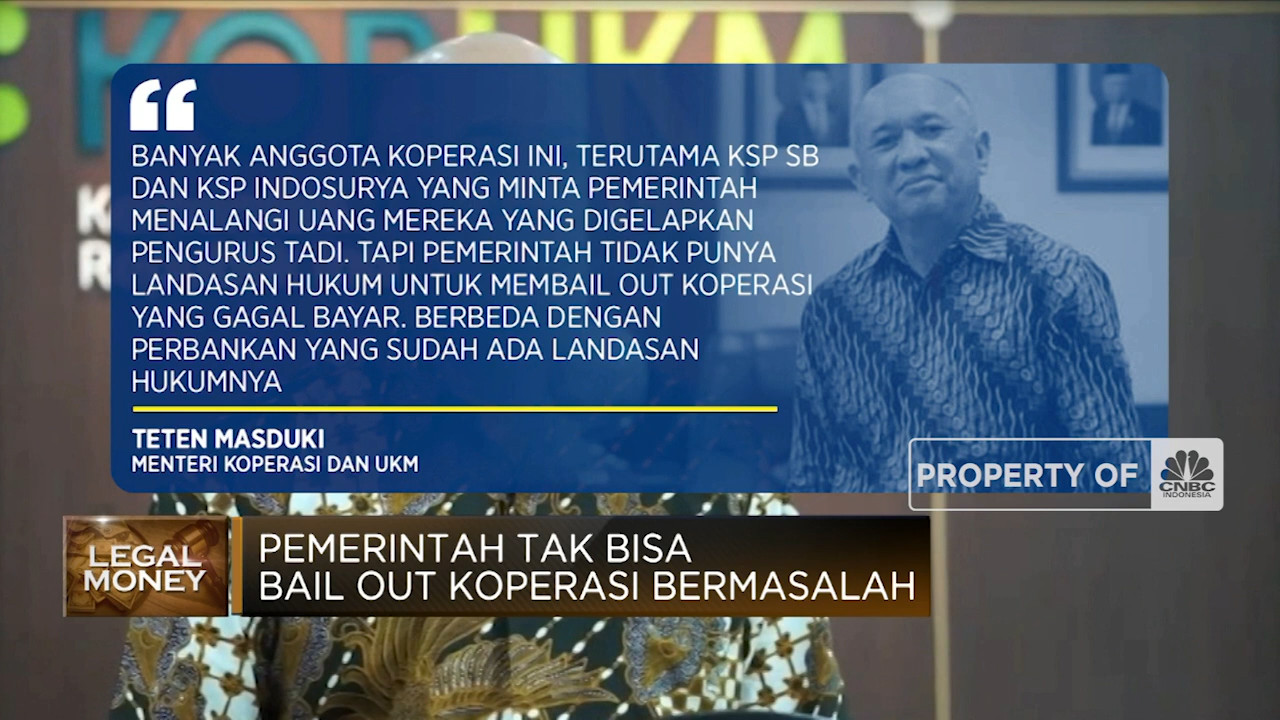 KOPUKM
“
BANYAK ANGGOTA KOPERASI INI, TERUTAMA KSP SB
DAN KSP INDOSURYA YANG MINTA PEMERINTAH
MENALANGI UANG MEREKA YANG DIGELAPKAN
PENGURUS TADI. TAPI PEMERINTAH TIDAK PUNYA
LANDASAN HUKUM UNTUK MEMBAIL OUT KOPERASI
YANG GAGAL BAYAR. BERBEDA DENGAN
PERBANKAN YANG SUDAH ADA LANDASAN
HUKUMNYA
TETEN MASDUKI
MENTERI KOPERASI DAN UKM
PROPERTY OF
CNBC
INDONESIA
LEGAL
MONEY
PEMERINTAH TAK BISA
BAIL OUT KOPERASI BERMASALAH